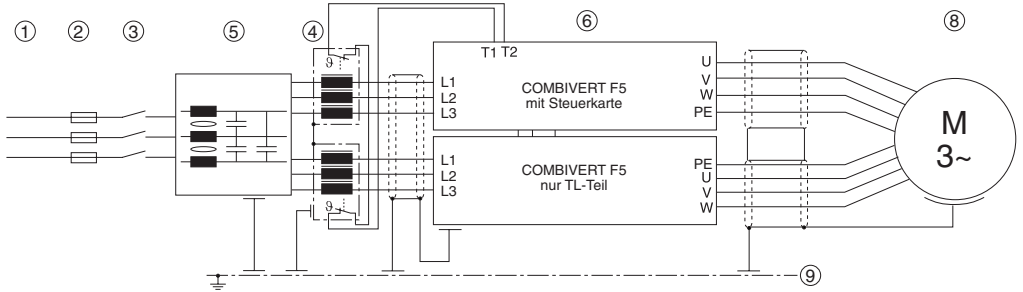 ① ② ③ ⑤ ④ ⑥ ⑧
ϑ
T1 T2
L1
L2
L3
COMBIVERT F5
mit Steuerkarte
U
V
W
PE
L1
L2
L3
COMBIVERT F5
nur TL-Teil
PE
U
V
W
M
3~
ϑ
⑨